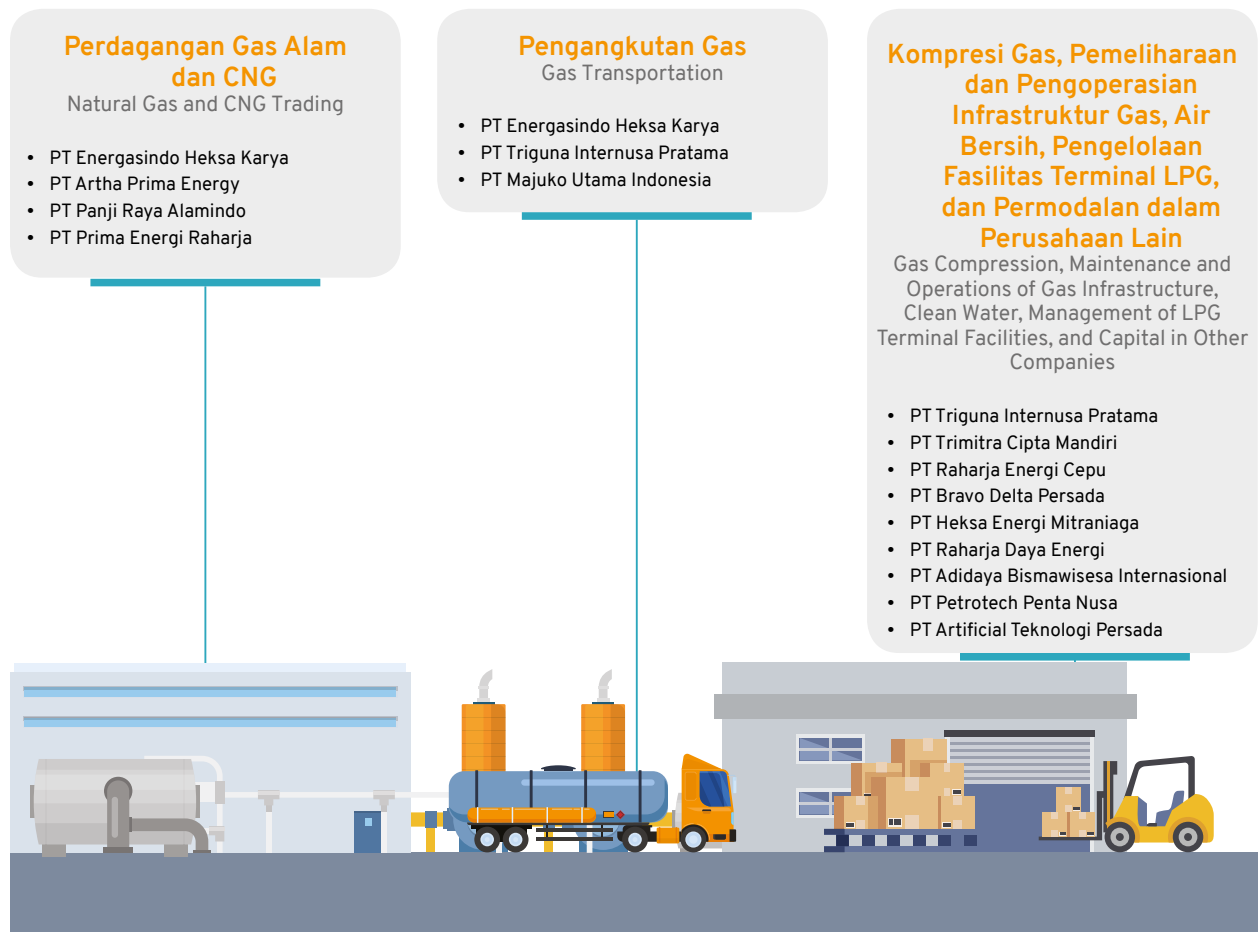 Perdagangan Gas Alam
dan CNG
Natural Gas and CNG Trading
• PT Energasindo Heksa Karya
• PT Artha Prima Energy
• PT Panji Raya Alamindo
• PT Prima Energi Raharja
Pengangkutan Gas
Gas Transportation
• PT Energasindo Heksa Karya
• PT Triguna Internusa Pratama
• PT Majuko Utama Indonesia
Kompresi Gas, Pemeliharaan
dan Pengoperasian
Infrastruktur Gas, Air
Bersih, Pengelolaan
Fasilitas Terminal LPG,
dan Permodalan dalam
Perusahaan Lain
Gas Compression, Maintenance and
Operations of Gas Infrastructure,
Clean Water, Management of LPG
Terminal Facilities, and Capital in Other
Companies
• PT Triguna Internusa Pratama
• PT Trimitra Cipta Mandiri
• PT Raharja Energi Cepu
• PT Bravo Delta Persada
• PT Heksa Energi Mitraniaga
• PT Raharja Daya Energi
• PT Adidaya Bismawisesa Internasional
• PT Petrotech Penta Nusa
• PT Artificial Teknologi Persada